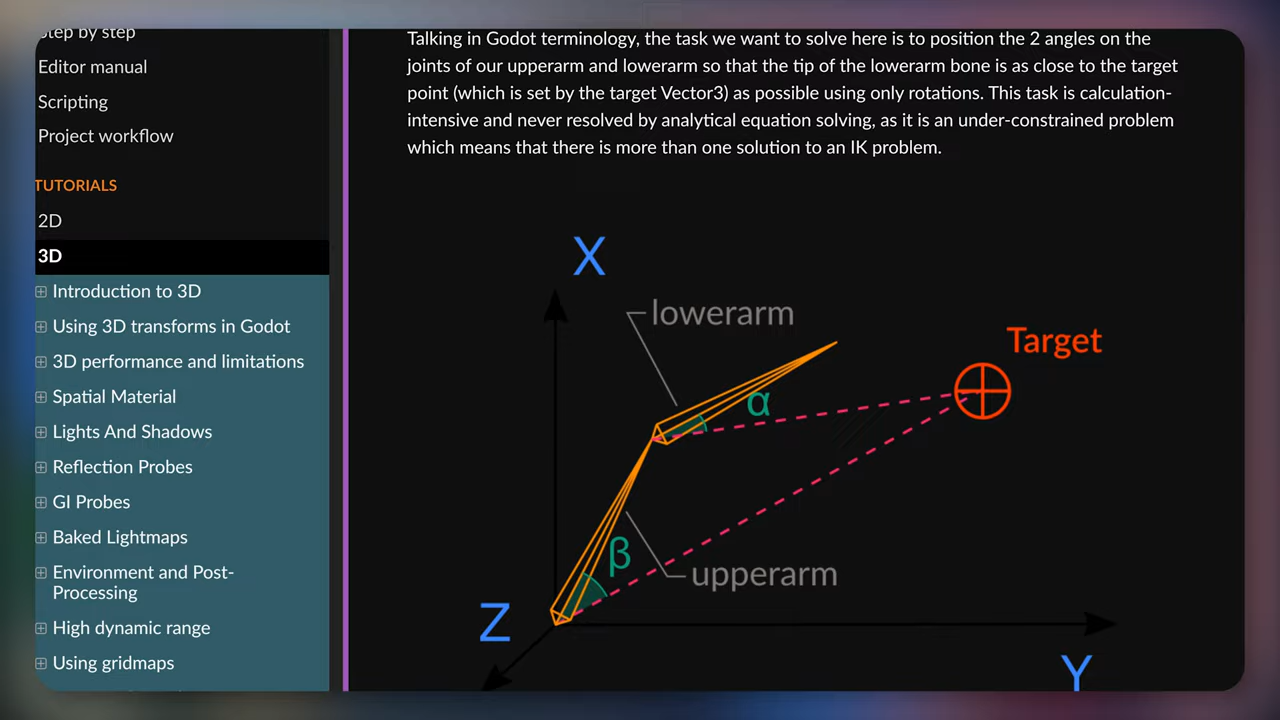 Step by step
Editor manual
Scripting
Project workflow
TUTORIALS
2D
3D
Introduction to 3D
Using 3D transforms in Godot
3D performance and limitations
Spatial Material
Lights And Shadows
Reflection Probes
GI Probes
Baked Lightmaps
Environment and Post-
Processing
High dynamic range
Using gridmaps
Talking in Godot terminology, the task we want to solve here is to position the 2 angles on the
joints of our upperarm and lowerarm so that the tip of the lowerarm bone is as close to the target
point (which is set by the target Vector3) as possible using only rotations. This task is calculation-
intensive and never resolved by analytical equation solving, as it is an under-constrained problem
which means that there is more than one solution to an IK problem.
X
lowerarm
Target
α
β
upperarm
Z
Y